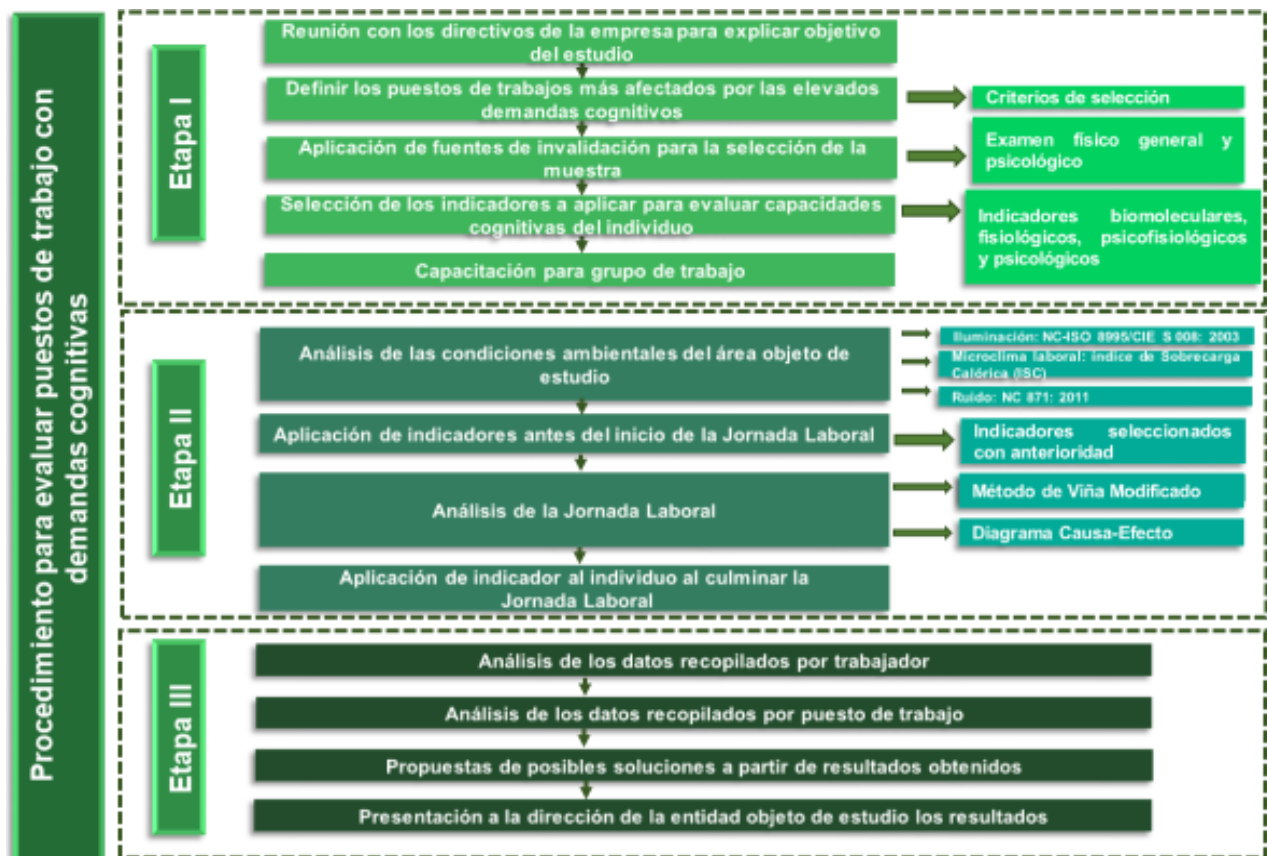 Procedimiento para evaluar puestos de trabajo con
demandas cognitivas
Etapa I
Reunión con los directivos de la empresa para explicar objetivo
del estudio
Definir los puestos de trabajos más afectados por las elevados
demandas cognitivos
Criterios de selección
Aplicación de fuentes de invalidación para la selección de la
muestra
Examen físico general y
psicológico
Selección de los indicadores a aplicar para evaluar capacidades
cognitivas del individuo
Indicadores biomoleculares,
fisiológicos, psicofisiológicos
y psicológicos
Capacitación para grupo de trabajo
Etapa II
Análisis de las condiciones ambientales del área objeto de
estudio
Iluminación: NC-ISO 8995/CIE S 008: 2003
Microclima laboral: índice de Sobrecarga
Calórica (ISC)
Ruido: NC 871: 2011
Aplicación de indicadores antes del inicio de la Jornada Laboral
Indicadores seleccionados
con anterioridad
Análisis de la Jornada Laboral
Método de Viña Modificado
Diagrama Causa-Efecto
Aplicación de indicador al individuo al culminar la
Jornada Laboral
Etapa III
Análisis de los datos recopilados por trabajador
Análisis de los datos recopilados por puesto de trabajo
Propuestas de posibles soluciones a partir de resultados obtenidos
Presentación a la dirección de la entidad objeto de estudio los resultados